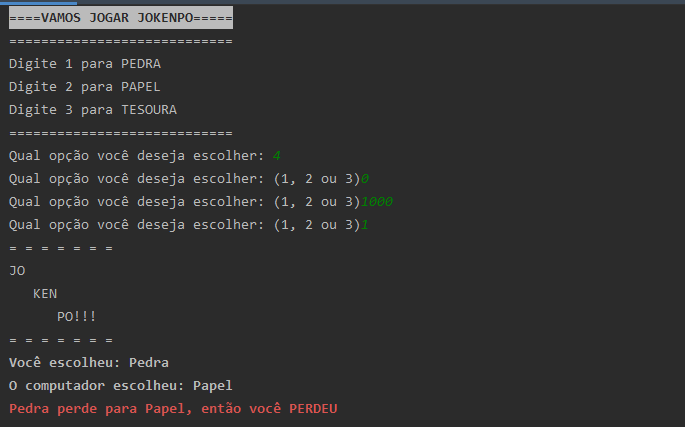 ====VAMOS JOGAR JOKENPO=====
============================
Digite 1 para PEDRA
Digite 2 para PAPEL
Digite 3 para TESOURA
============================
Qual opção você deseja escolher: 4
Qual opção você deseja escolher: (1, 2 ou 3)0
Qual opção você deseja escolher: (1, 2 ou 3)1000
Qual opção você deseja escolher: (1, 2 ou 3)1
= = = = = = =
JO
   KEN
      PO!!!
= = = = = = =
Você escolheu: Pedra
O computador escolheu: Papel
Pedra perde para Papel, então você PERDEU